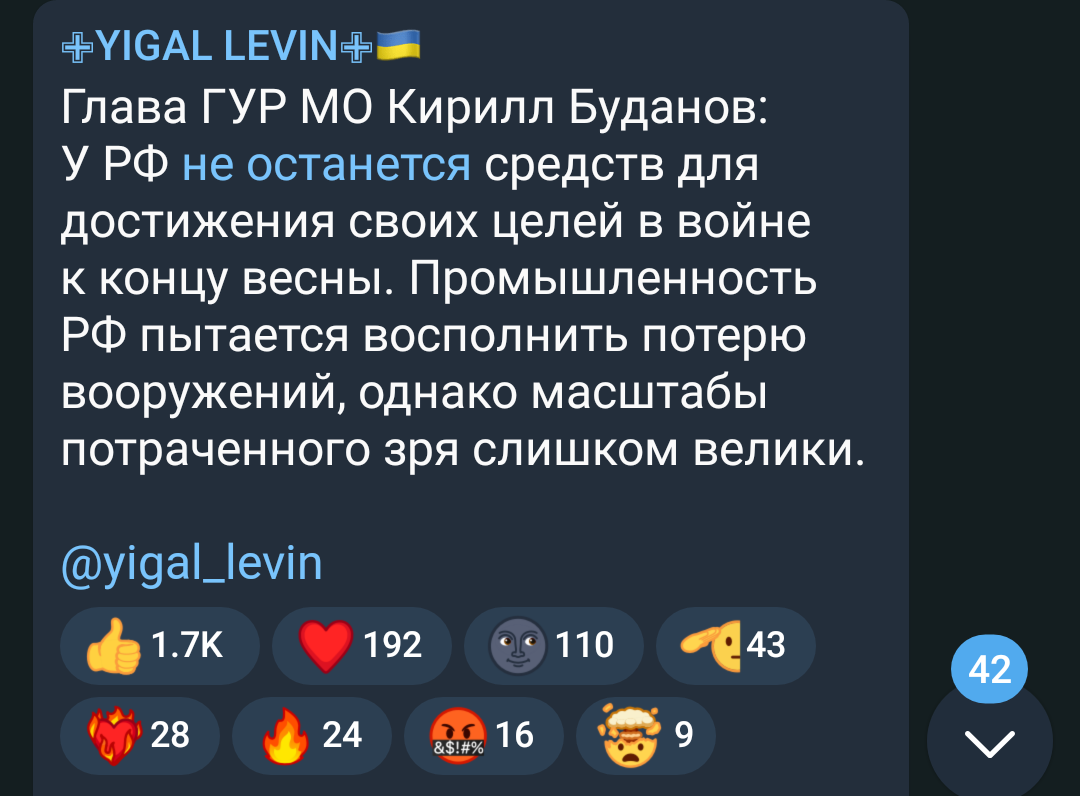 YIGAL LEVIN
Глава ГУР МО Кирилл Буданов:
У РФ не останется средств для
достижения своих целей в войне
к концу весны. Промышленность
РФ пытается восполнить потерю
вооружений, однако масштабы
потраченного зря слишком велики.
@yigal_levin
1.7K 192 110 43
42
28 24 &$!#% 16 9